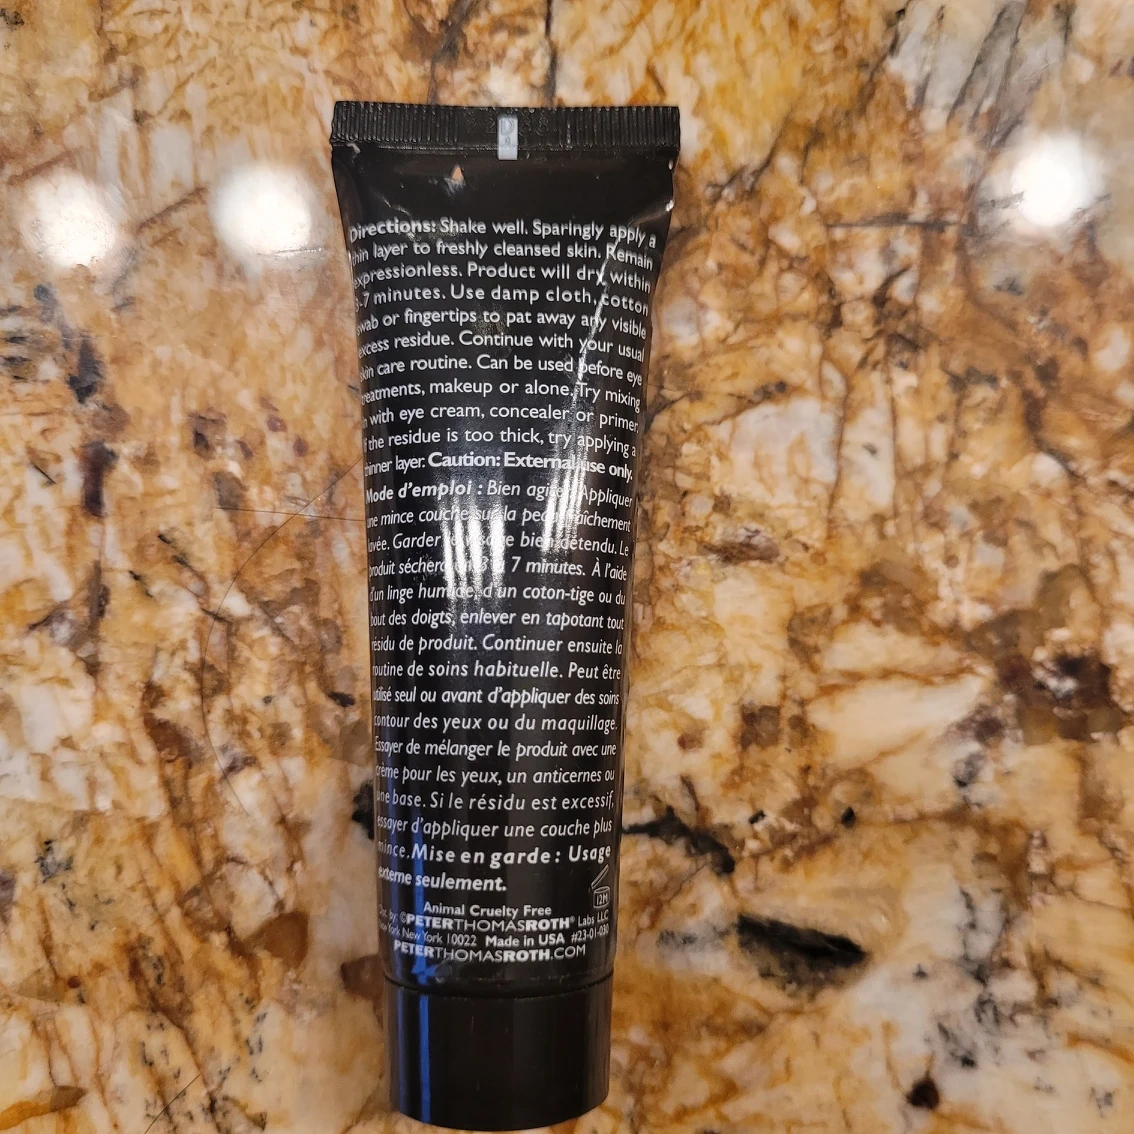 Directions: Shake well. Sparingly apply a
thin layer to freshly cleansed skin. Remain
expressionless. Product will dry within
3-7 minutes. Use damp cloth, cotton
swab or fingertips to pat away any visible
excess residue. Continue with your usual
skin care routine. Can be used before eye
treatments, makeup or alone. Try mixing
with eye cream, concealer or primer.
If the residue is too thick, try applying a
thinner layer. Caution: External use only.
Mode d'emploi : Bien agiter. Appliquer
une mince couche sur la peau fraîchement
lavée. Garder le visage bien détendu. Le
produit séchera en 3 à 7 minutes. À l'aide
d'un linge humide, d'un coton-tige ou du
bout des doigts, enlever en tapotant tout
résidu de produit. Continuer ensuite la
routine de soins habituelle. Peut être
utilisé seul ou avant d'appliquer des soins
contour des yeux ou du maquillage.
Essayer de mélanger le produit avec une
crème pour les yeux, un anticernes ou
une base. Si le résidu est excessif,
essayer d'appliquer une couche plus
mince. Mise en garde : Usage
externe seulement.
12M
Animal Cruelty Free
by: ©PETERTHOMASROTH® Labs LLC
New York 10022 Made in USA #23-01-030
PETERTHOMASROTH.COM